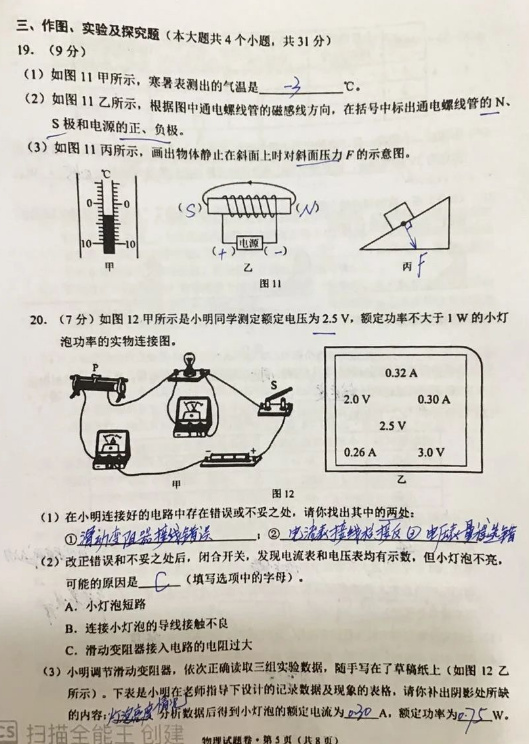 三、作图、实验及探究题（本大题共4个小题，共31分）
19.（9分）
（1）如图11甲所示，寒暑表测出的气温是 -3 ℃。
（2）如图11乙所示，根据图中通电螺线管的磁感线方向，在括号中标出通电螺线管的N、
S极和电源的正、负极。
（3）如图11丙所示，画出物体静止在斜面上时对斜面压力F的示意图。
℃
0 0
10 10
甲
(S) (N)
电源
(+) (-)
乙
F
丙
图11
20.（7分）如图12甲所示是小明同学测定额定电压为2.5 V，额定功率不大于1 W的小灯
泡功率的实物连接图。
P
S
- +
甲
0.32 A
2.0 V 0.30 A
2.5 V
0.26 A 3.0 V
乙
图12
（1）在小明连接好的电路中存在错误或不妥之处，请你找出其中的两处：
① 滑动变阻器接线错误 ；② 电流表接线柱接反
（2）改正错误和不妥之处后，闭合开关，发现电流表和电压表均有示数，但小灯泡不亮，
可能的原因是 C （填写选项中的字母）。
A．小灯泡短路
B．连接小灯泡的导线接触不良
C．滑动变阻器接入电路的电阻过大
（3）小明调节滑动变阻器，依次正确读取三组实验数据，随手写在了草稿纸上（如图12乙
所示）。下表是小明在老师指导下设计的记录数据及现象的表格，请你补出阴影处所缺
的内容： 分析数据后得到小灯泡的额定电流为 0.30 A，额定功率为 0.75 W。
物理试题卷·第5页（共8页）
CS 扫描全能王 创建